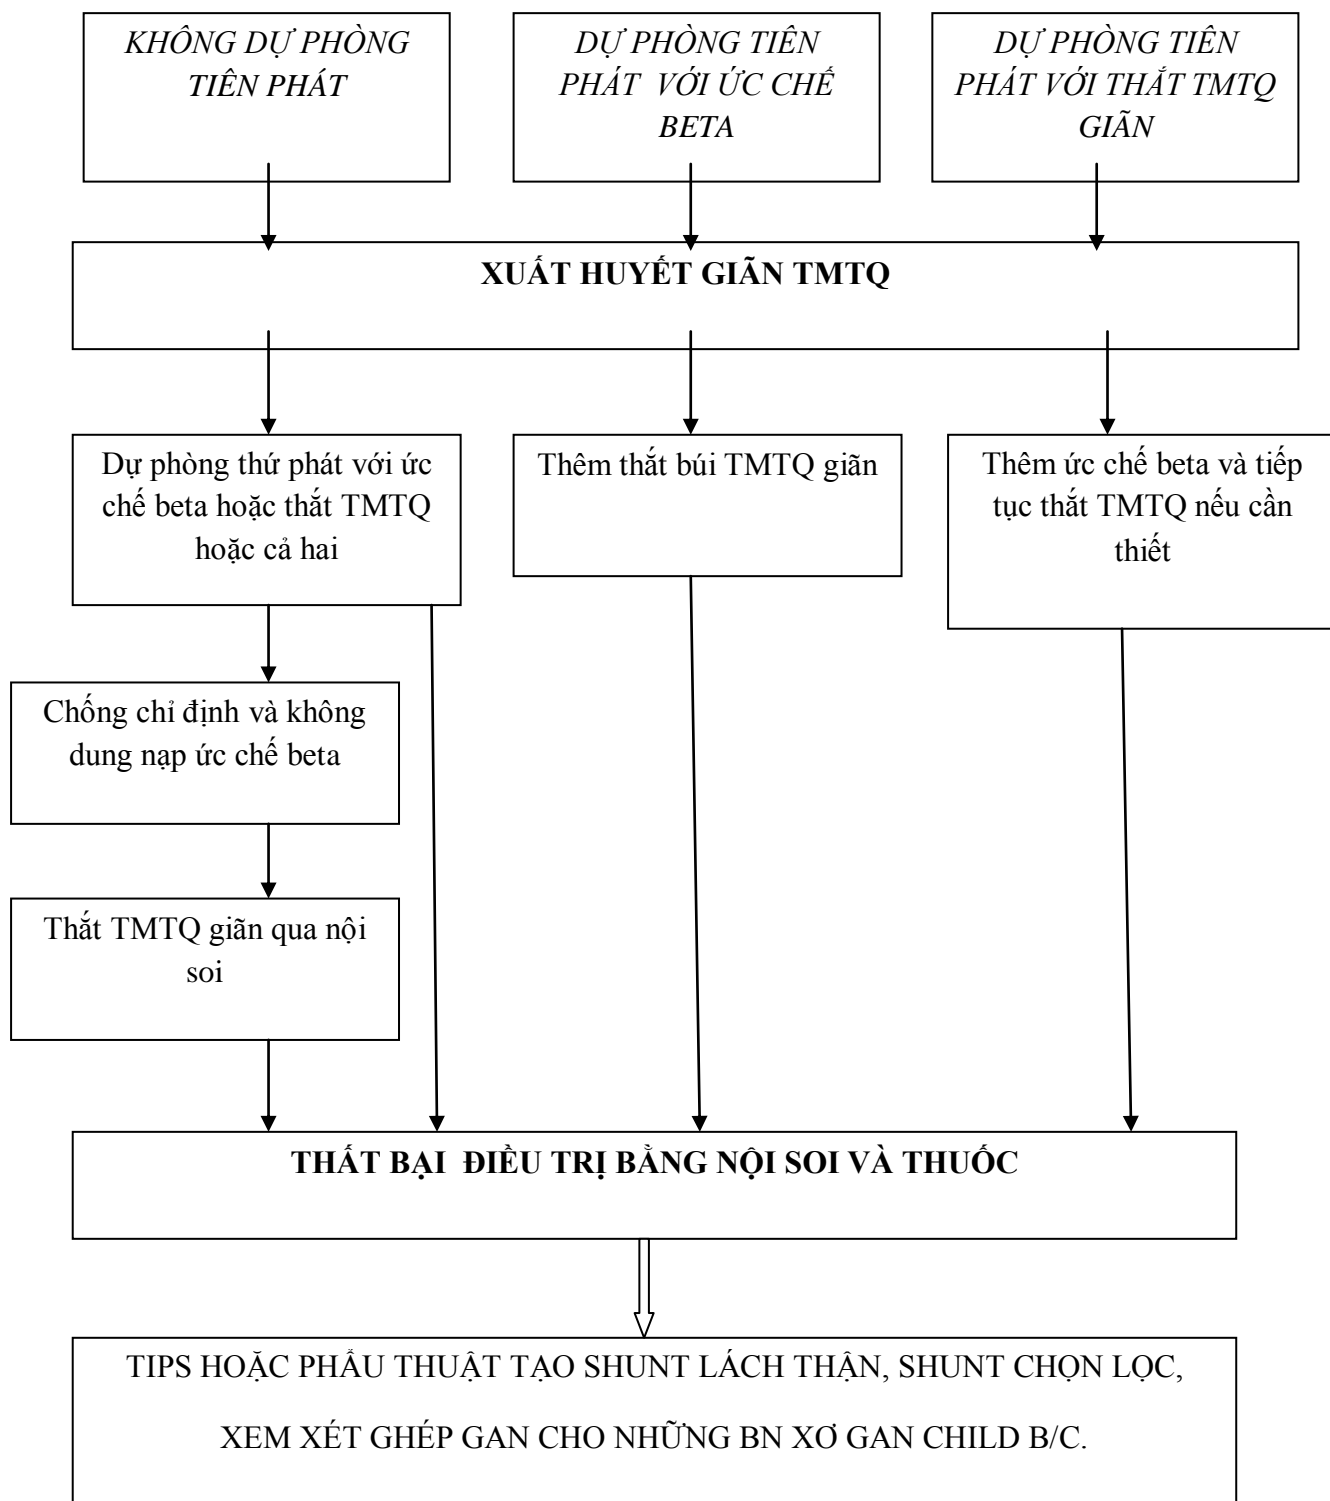 KHÔNG DỰ PHÒNG
TIÊN PHÁT
DỰ PHÒNG TIÊN
PHÁT VỚI ỨC CHẾ
BETA
DỰ PHÒNG TIÊN
PHÁT VỚI THẮT TMTQ
GIÃN
XUẤT HUYẾT GIÃN TMTQ
Dự phòng thứ phát với ức
chế beta hoặc thắt TMTQ
hoặc cả hai
Thêm thắt búi TMTQ giãn
Thêm ức chế beta và tiếp
tục thắt TMTQ nếu cần
thiết
Chống chỉ định và không
dung nạp ức chế beta
Thắt TMTQ giãn qua nội
soi
THẤT BẠI ĐIỀU TRỊ BẰNG NỘI SOI VÀ THUỐC
TIPS HOẶC PHẪU THUẬT TẠO SHUNT LÁCH THẬN, SHUNT CHỌN LỌC,
XEM XÉT GHÉP GAN CHO NHỮNG BN XƠ GAN CHILD B/C.